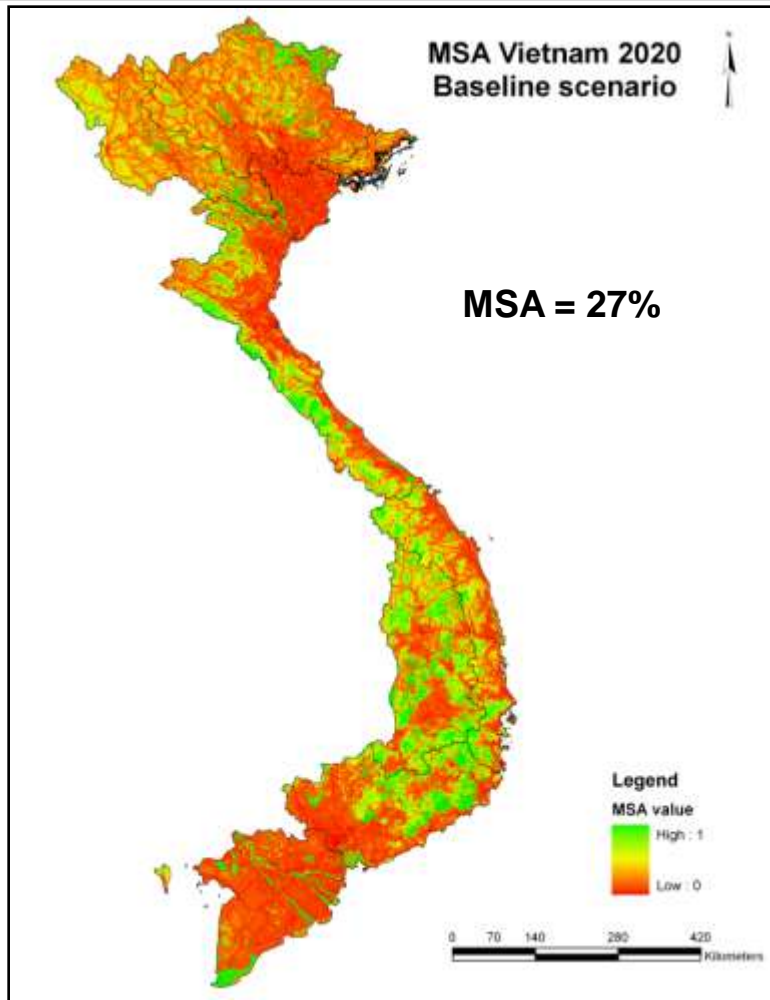 MSA Vietnam 2020
Baseline scenario
MSA = 27%
Legend
MSA value
High : 1
Low : 0
0 70 140 280 420
Kilometers